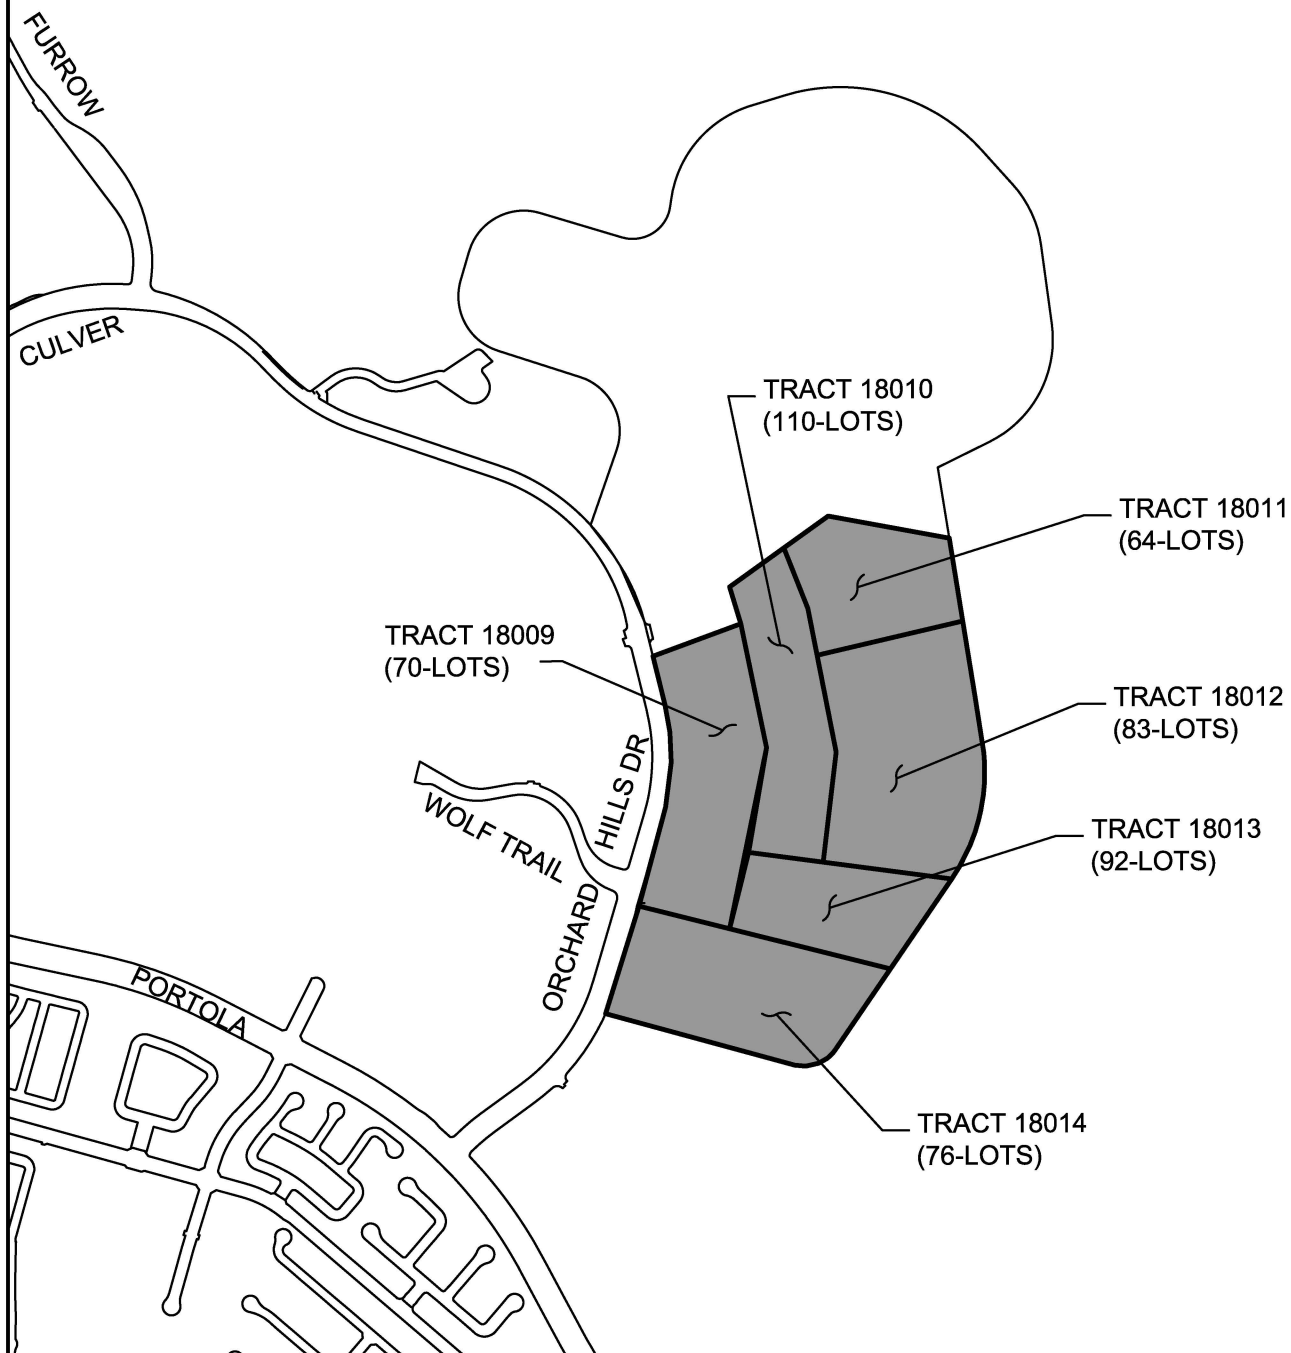 FURROW
CULVER
TRACT 18010
(110-LOTS)
TRACT 18011
(64-LOTS)
TRACT 18009
(70-LOTS)
TRACT 18012
(83-LOTS)
HILLS DR
WOLF TRAIL
TRACT 18013
(92-LOTS)
ORCHARD
PORTOLA
TRACT 18014
(76-LOTS)